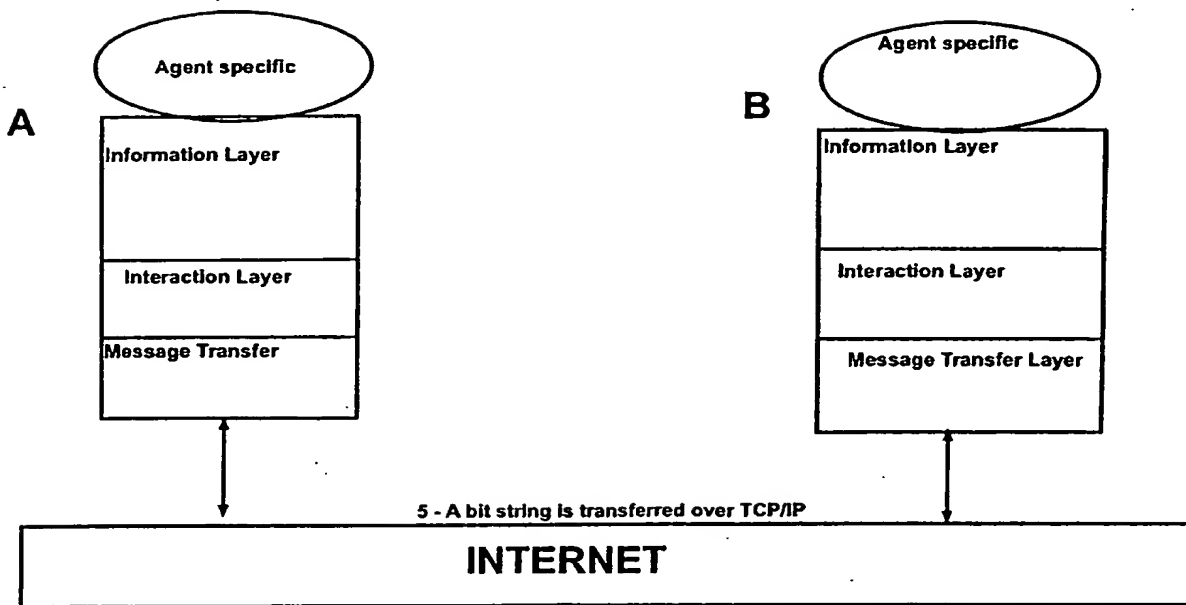 Agent specific
A
Information Layer
Interaction Layer
Message Transfer
Agent specific
B
Information Layer
Interaction Layer
Message Transfer Layer
5 - A bit string is transferred over TCP/IP
INTERNET